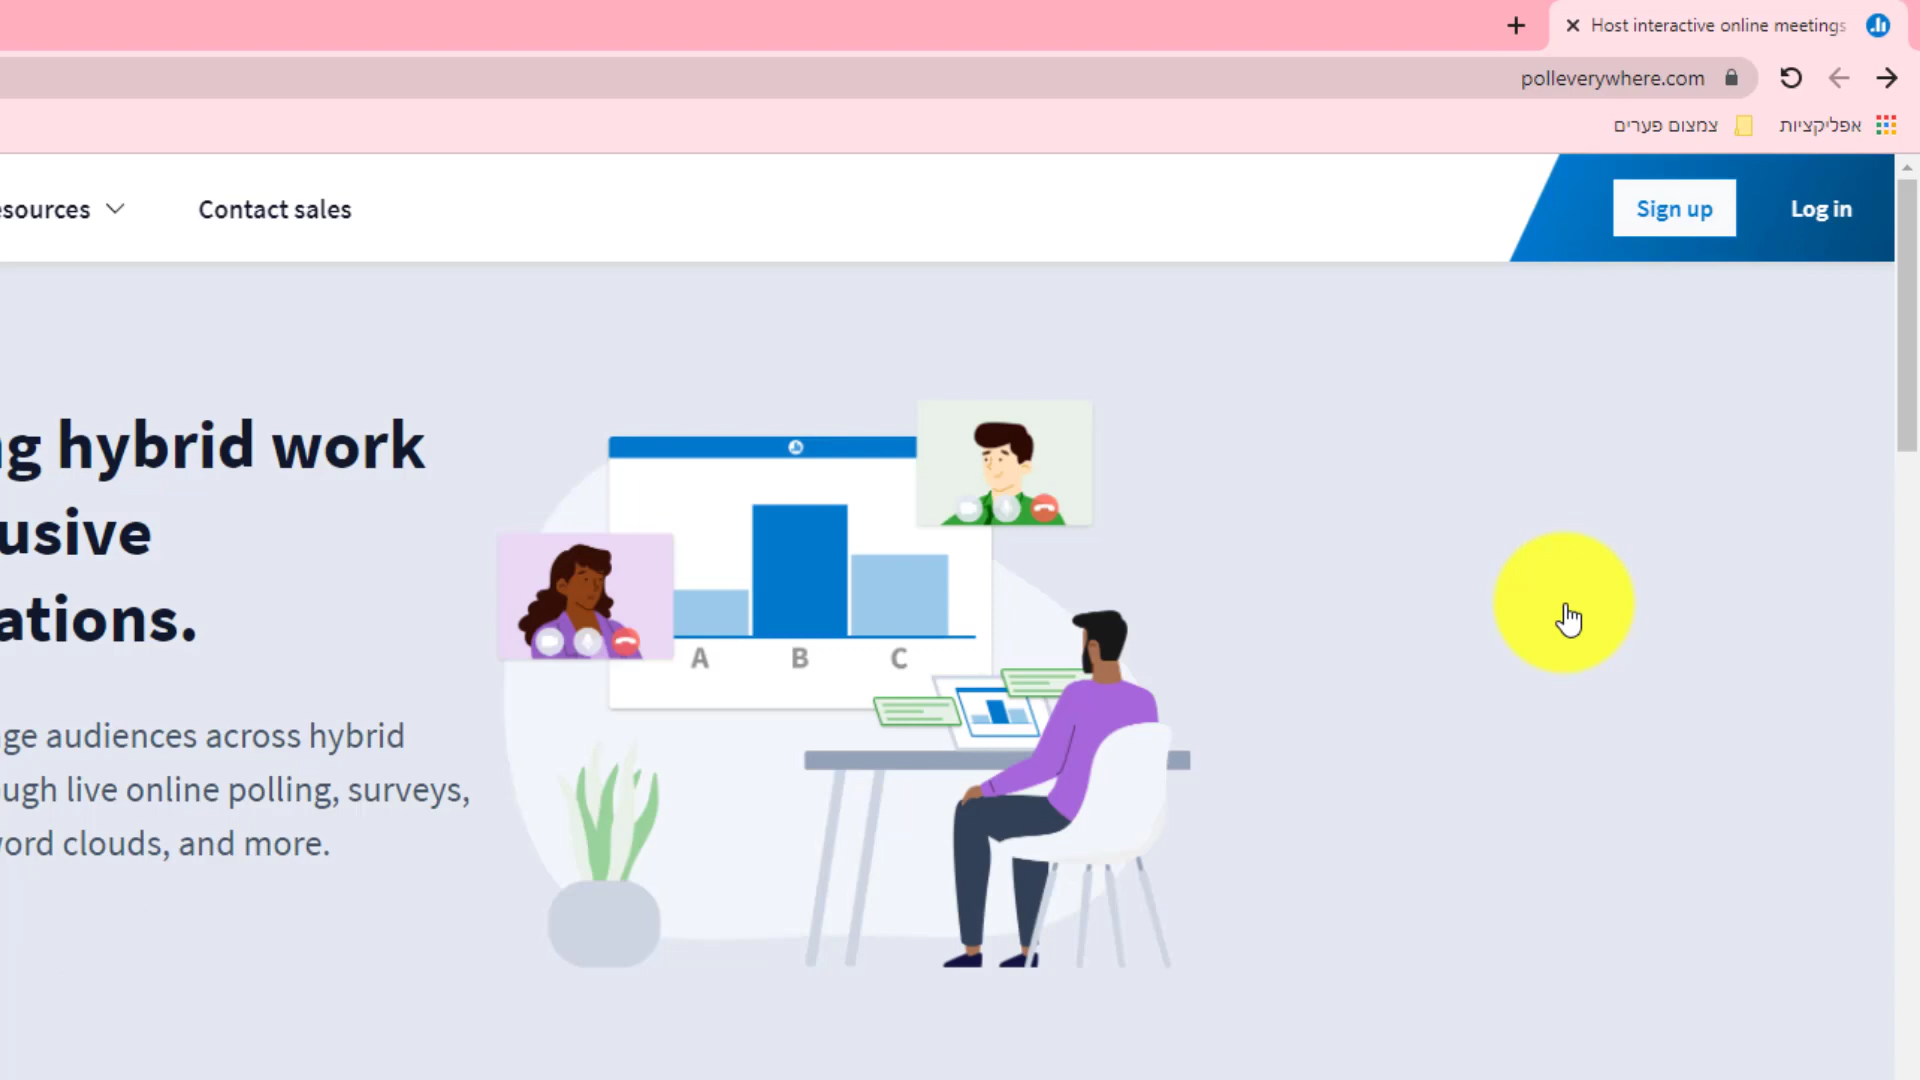 Host interactive online meetings
polleverywhere.com
אפליקציות
צמצום פערים
esources
Contact sales
Sign up
Log in
g hybrid work
usive
ations.
ge audiences across hybrid
ugh live online polling, surveys,
ord clouds, and more.
A B C